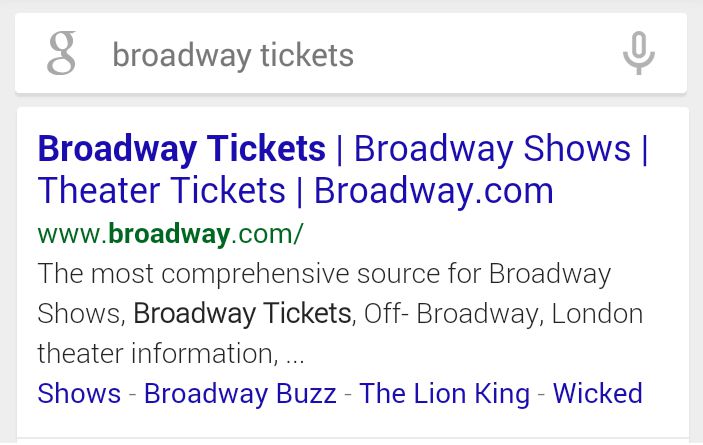 g broadway tickets
Broadway Tickets | Broadway Shows |
Theater Tickets | Broadway.com
www.broadway.com/
The most comprehensive source for Broadway
Shows, Broadway Tickets, Off- Broadway, London
theater information, ...
Shows - Broadway Buzz - The Lion King - Wicked